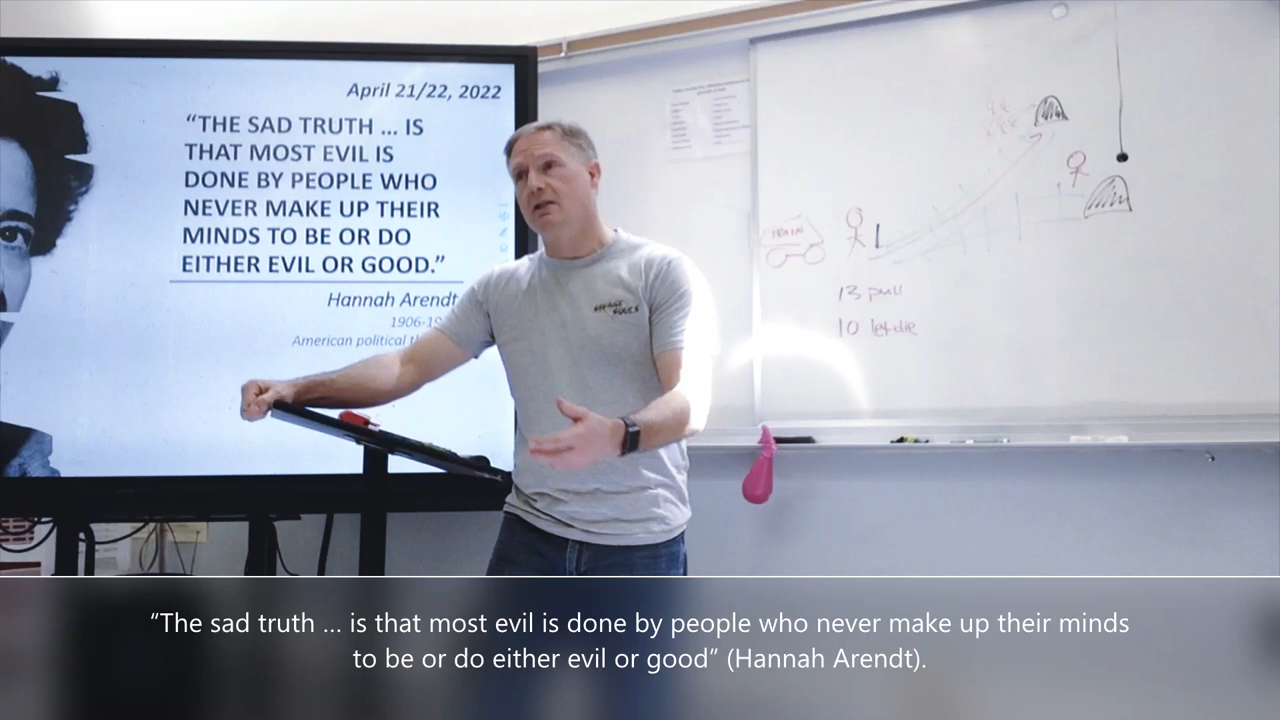 April 21/22, 2022
“THE SAD TRUTH ... IS
THAT MOST EVIL IS
DONE BY PEOPLE WHO
NEVER MAKE UP THEIR
MINDS TO BE OR DO
EITHER EVIL OR GOOD.”
Hannah Arendt
1906-19
American political th
TRAIN
13 pull
10 let die
“The sad truth ... is that most evil is done by people who never make up their minds
to be or do either evil or good” (Hannah Arendt).